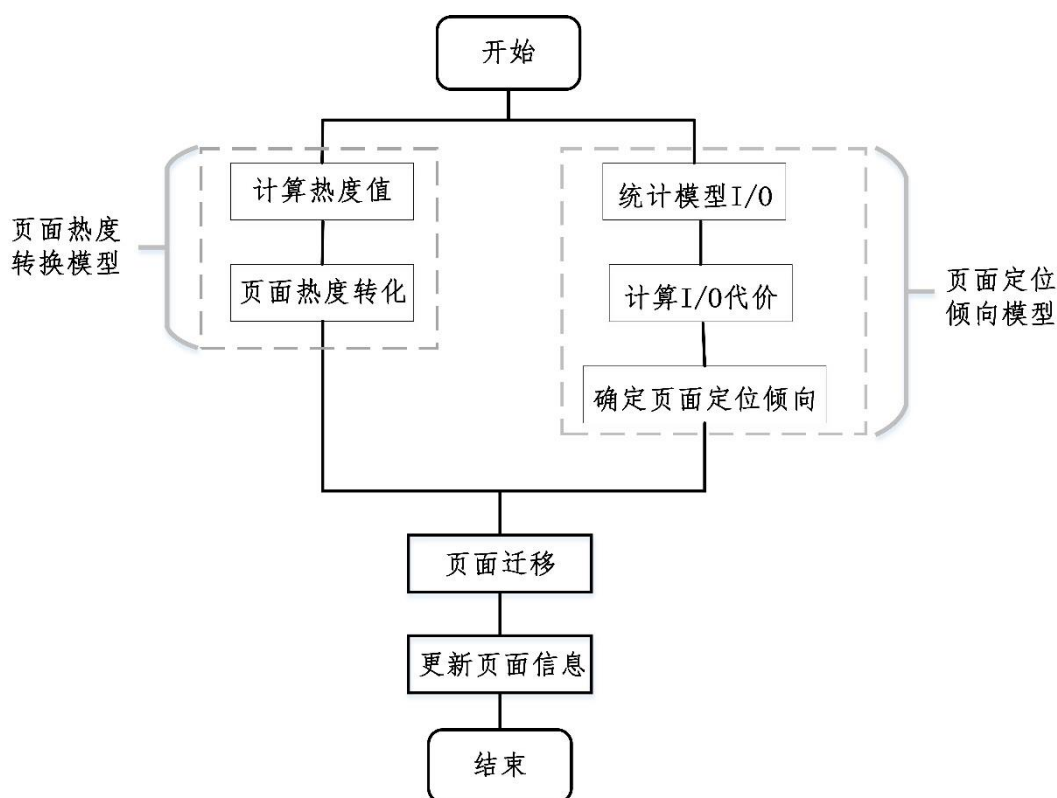 开始
计算热度值
统计模型I/O
页面热度
转换模型
页面热度转化
计算I/O代价
页面定位
倾向模型
确定页面定位倾向
页面迁移
更新页面信息
结束